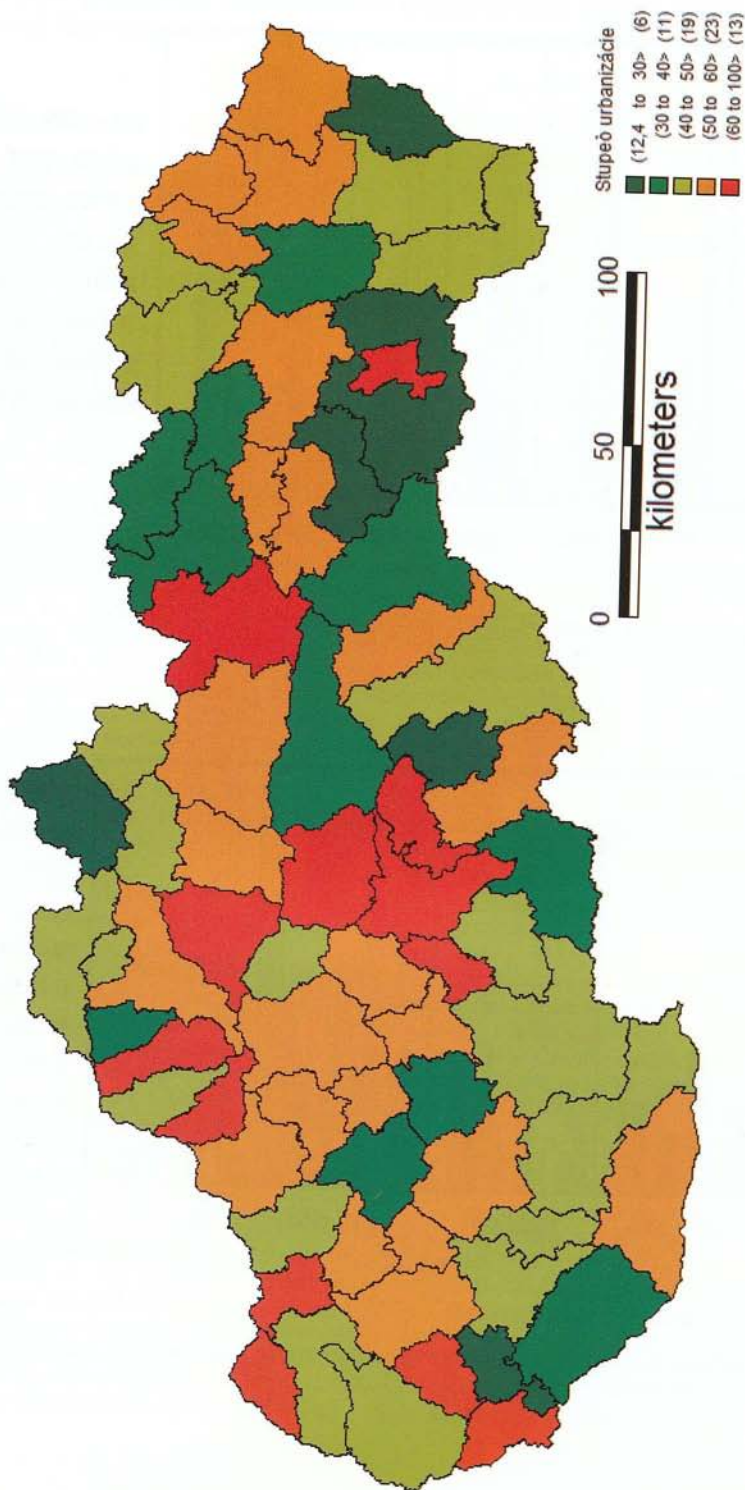 Stupeò urbanizácie
(12,4 to 30> (6)
(30 to 40> (11)
(40 to 50> (19)
(50 to 60> (23)
(60 to 100> (13)
0 50 100
kilometers